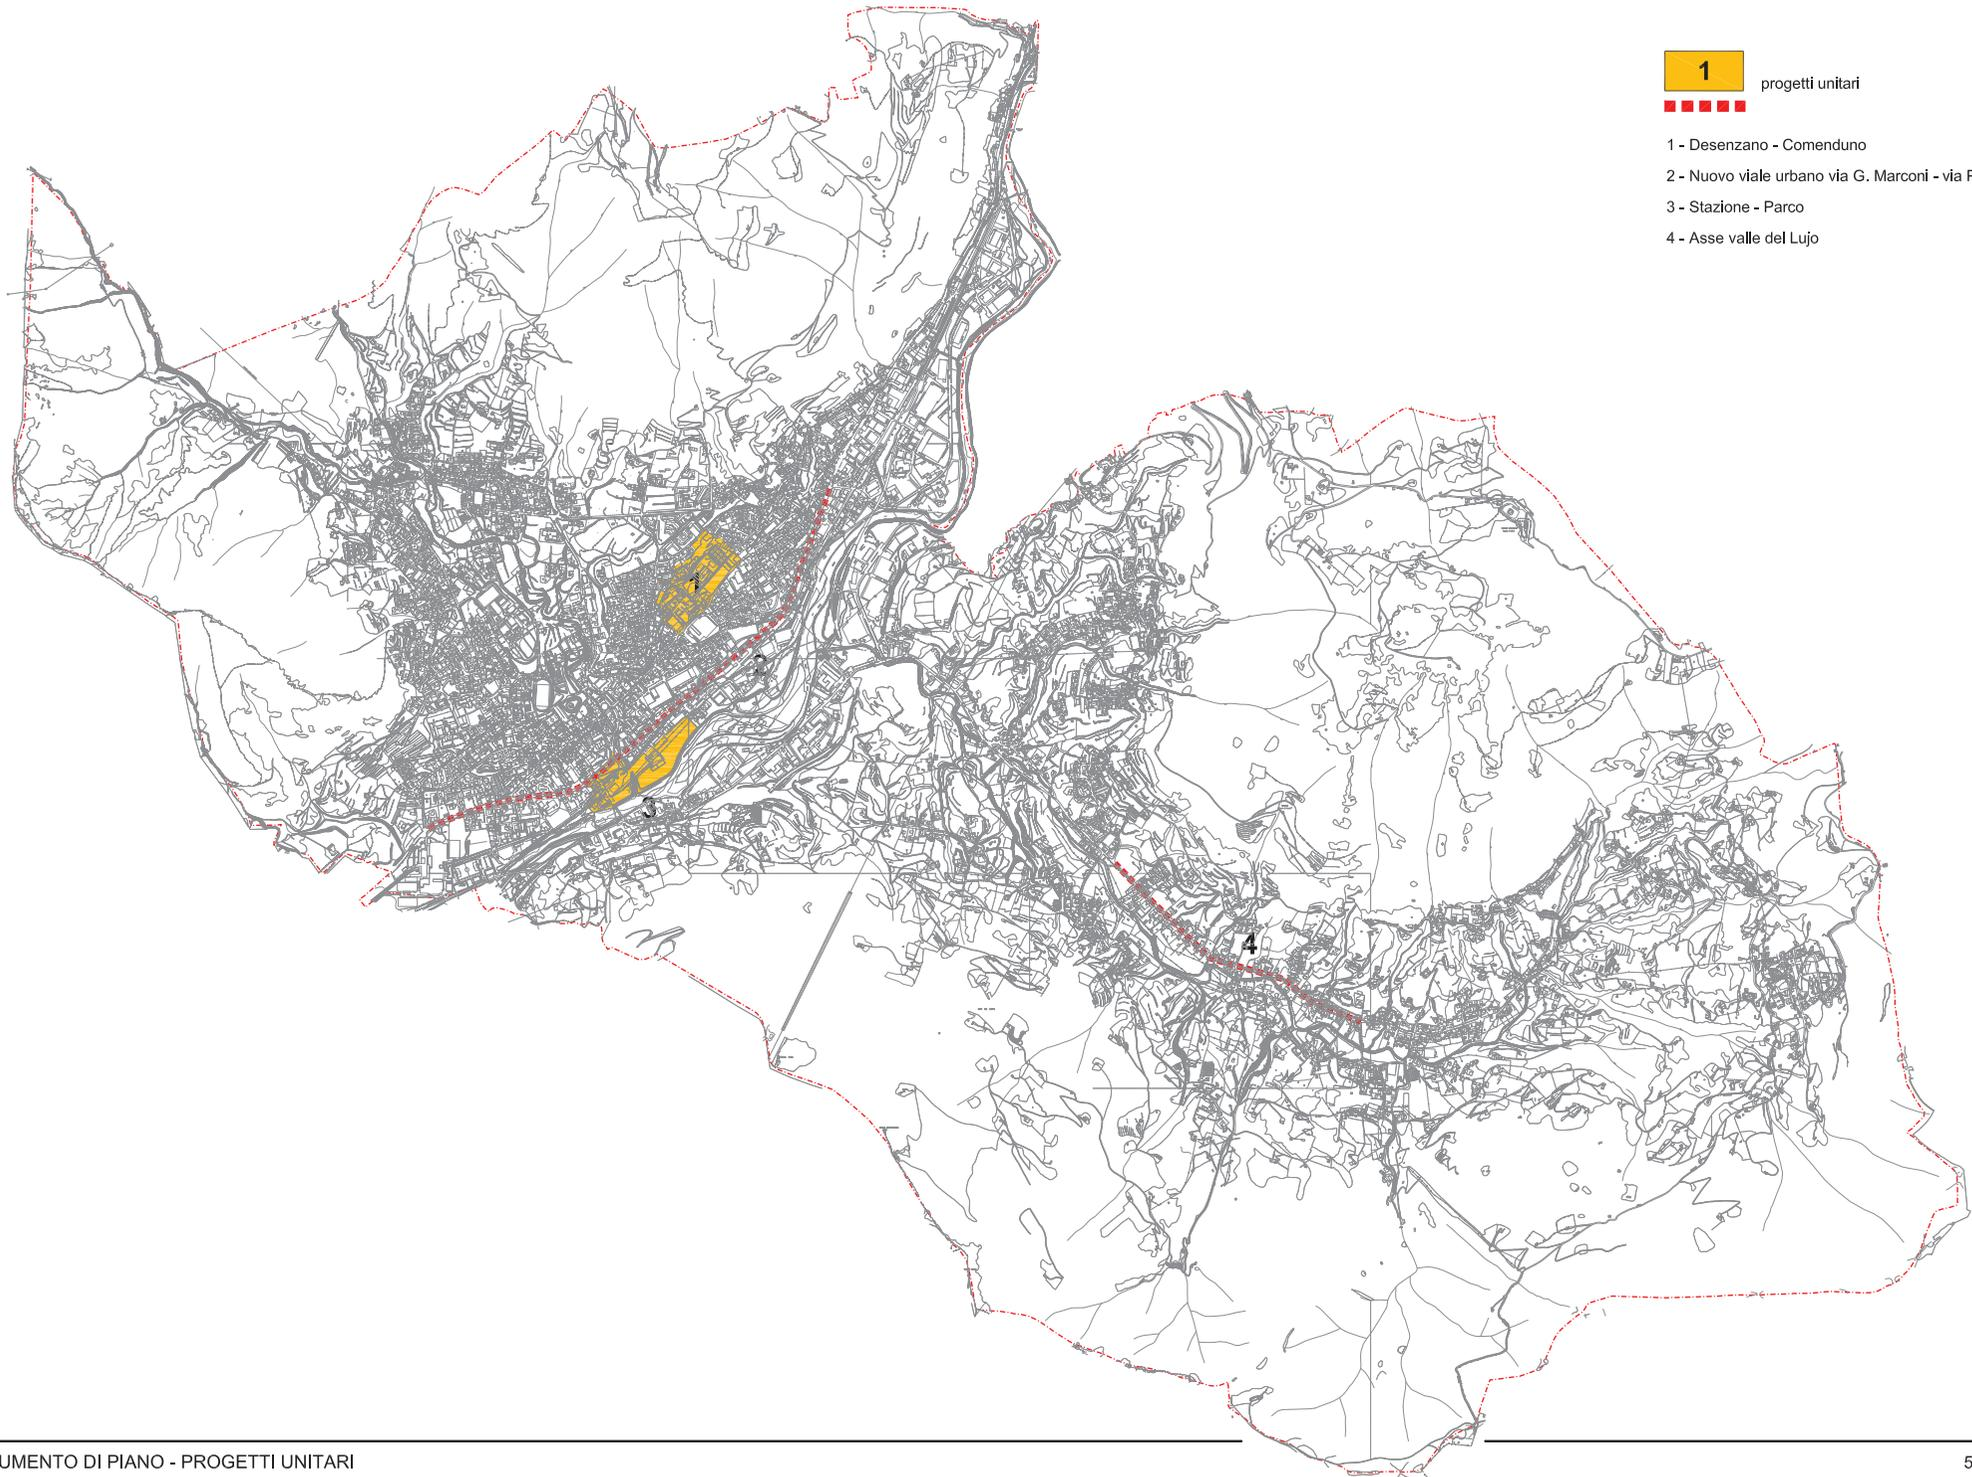 1
progetti unitari
1 - Desenzano - Comenduno
2 - Nuovo viale urbano via G. Marconi - via
3 - Stazione - Parco
4 - Asse valle del Lujo
1
2
3
4
UMENTO DI PIANO - PROGETTI UNITARI
5